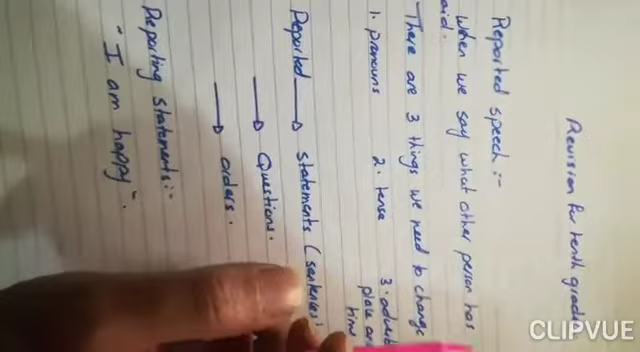 Revision for tenth grade
Reported speech :-
When we say what other person has
said.
There are 3 things we need to change
1. pronouns 2. tense 3. adverb
place and
time
Reported → statements (sentences)
→ Questions.
→ orders.
Reporting statements:-
" I am happy".
CLIPVUE